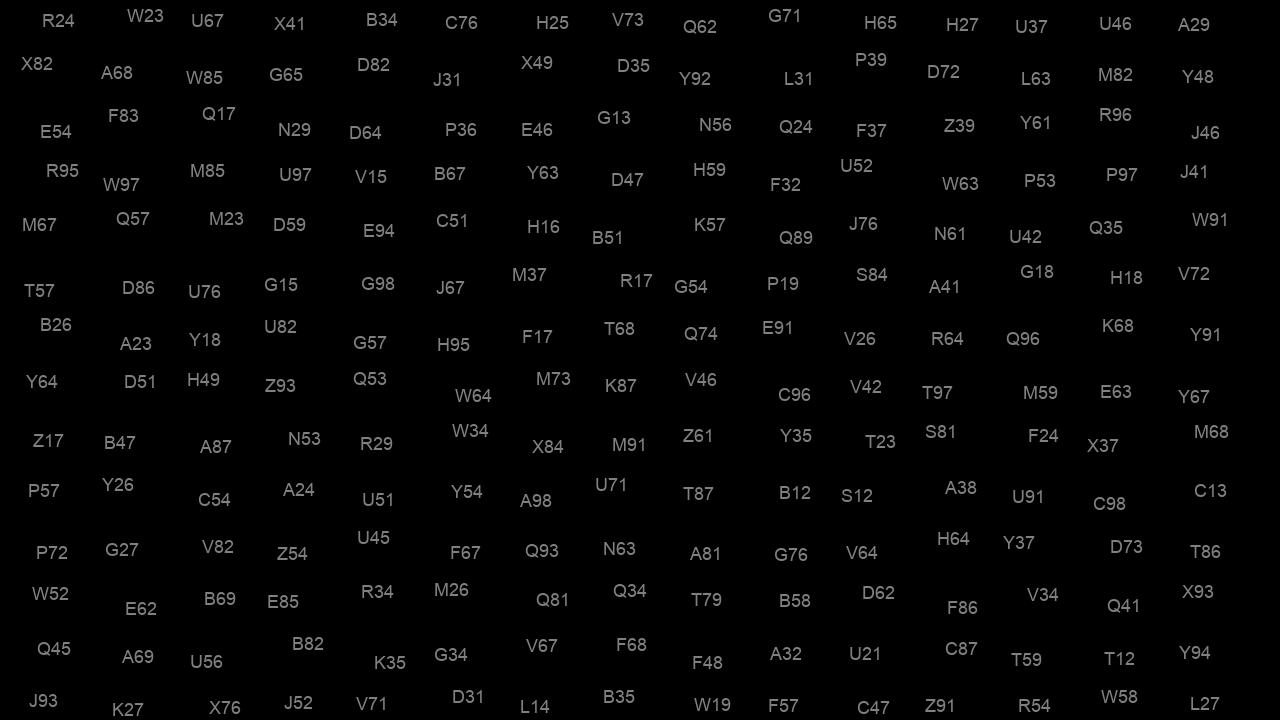 R24 W23 U67 X41 B34 C76 H25 V73 Q62 G71 H65 H27 U37 U46 A29
X82 A68 W85 G65 D82 J31 X49 D35 Y92 L31 P39 D72 L63 M82 Y48
E54 F83 Q17 N29 D64 P36 E46 G13 N56 Q24 F37 Z39 Y61 R96 J46
R95 W97 M85 U97 V15 B67 Y63 D47 H59 F32 U52 W63 P53 P97 J41
M67 Q57 M23 D59 E94 C51 H16 B51 K57 Q89 J76 N61 U42 Q35 W91
T57 D86 U76 G15 G98 J67 M37 R17 G54 P19 S84 A41 G18 H18 V72
B26 A23 Y18 U82 G57 H95 F17 T68 Q74 E91 V26 R64 Q96 K68 Y91
Y64 D51 H49 Z93 Q53 W64 M73 K87 V46 C96 V42 T97 M59 E63 Y67
Z17 B47 A87 N53 R29 W34 X84 M91 Z61 Y35 T23 S81 F24 X37 M68
P57 Y26 C54 A24 U51 Y54 A98 U71 T87 B12 S12 A38 U91 C98 C13
P72 G27 V82 Z54 U45 F67 Q93 N63 A81 G76 V64 H64 Y37 D73 T86
W52 E62 B69 E85 R34 M26 Q81 Q34 T79 B58 D62 F86 V34 Q41 X93
Q45 A69 U56 B82 K35 G34 V67 F68 F48 A32 U21 C87 T59 T12 Y94
J93 K27 X76 J52 V71 D31 L14 B35 W19 F57 C47 Z91 R54 W58 L27